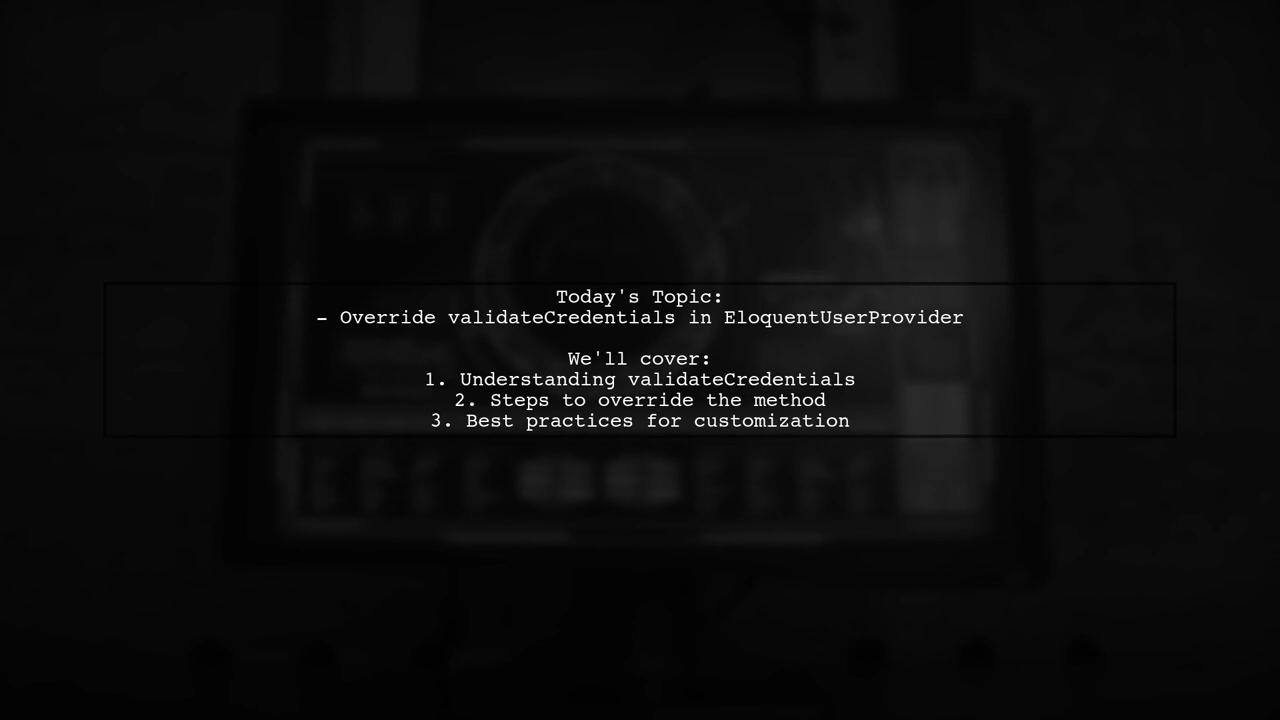 Today's Topic:
- Override validateCredentials in EloquentUserProvider
We'll cover:
1. Understanding validateCredentials
2. Steps to override the method
3. Best practices for customization